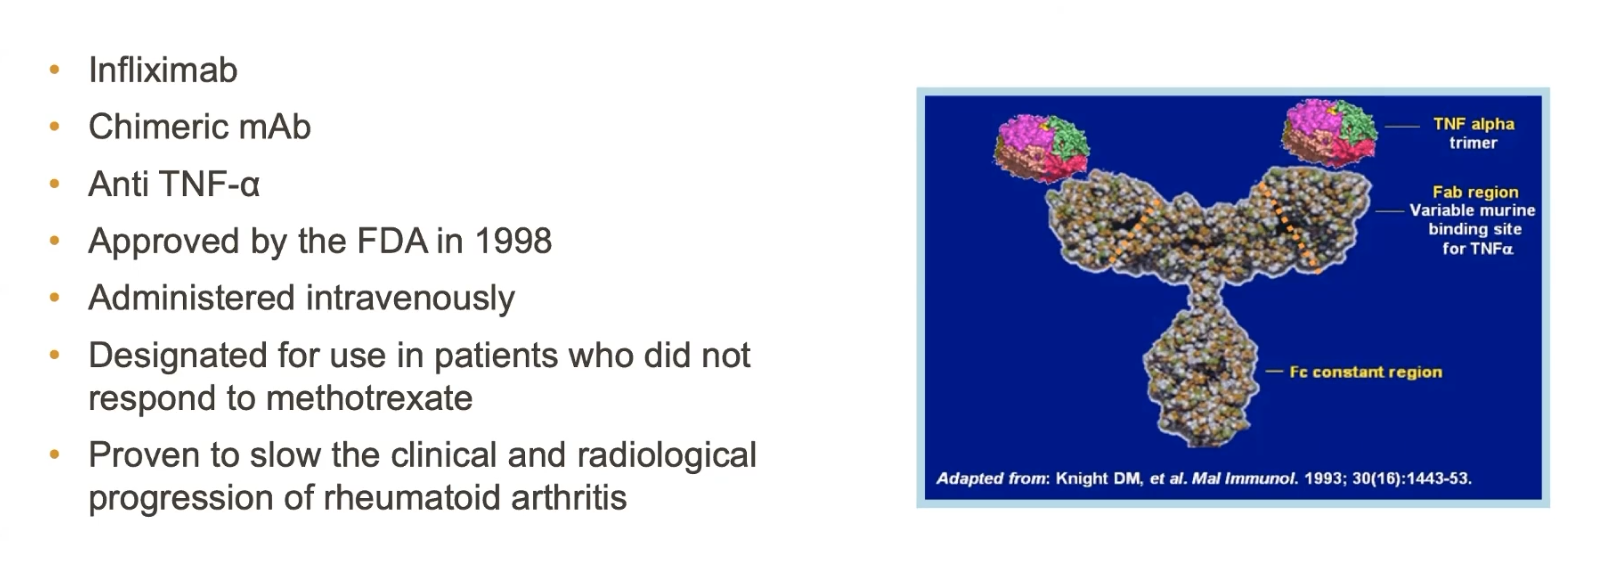 • Infliximab
• Chimeric mAb
• Anti TNF-α
• Approved by the FDA in 1998
• Administered intravenously
• Designated for use in patients who did not
respond to methotrexate
• Proven to slow the clinical and radiological
progression of rheumatoid arthritis
TNF alpha
trimer
Fab region
Variable murine
binding site
for TNFα
Fc constant region
Adapted from: Knight DM, et al. Mal Immunol. 1993; 30(16):1443-53.